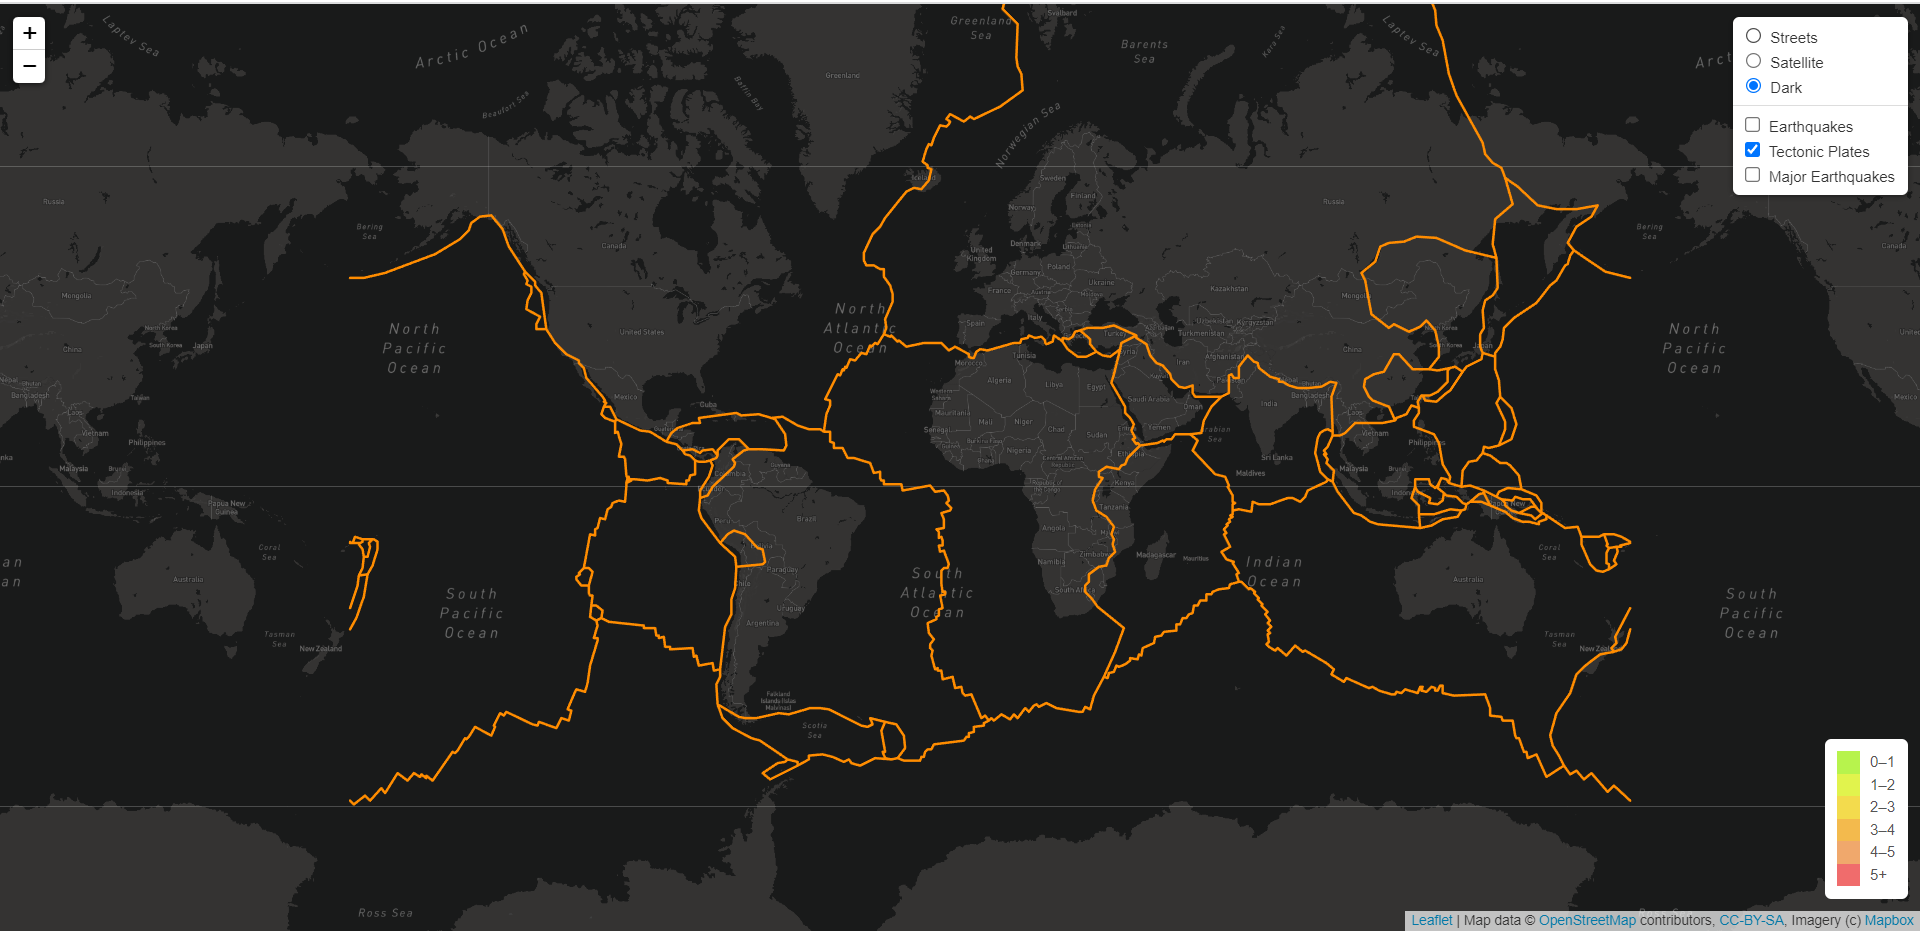 +
−
Streets
Satellite
Dark
Earthquakes
Tectonic Plates
Major Earthquakes
Laptev Sea
Arctic Ocean
Beaufort Sea
Baffin Bay
Greenland
Greenland
Sea
Svalbard
Barents
Sea
Kara Sea
Laptev Sea
Arct
Norwegian Sea
Iceland
Sweden
Finland
Norway
Russia
Russia
Bering
Sea
Bering
Sea
Canada
Canada
United
Kingdom
Denmark
Estonia
Lithuania
Poland
Germany
Ukraine
France
Austria
Moldova
Kazakhstan
Mongolia
Mongol
North
Pacific
Ocean
North
Atlantic
Ocean
North
Pacific
Ocean
United States
Unite
Spain
Italy
Turkey
Uzbekistan
Kyrgyzstan
Turkmenistan
North Korea
South Korea
Japan
China
North Korea
South Korea
Japan
China
Nepal
Bhutan
Bangladesh
Taiwan
Laos
Vietnam
Philippines
nka
Malaysia
Brunei
Indonesia
Papua New
Guinea
Coral
Sea
Australia
Tasman
Sea
New Zealand
an
an
Mexico
Cuba
Guyana
Colombia
Peru
Brazil
Bolivia
Paraguay
Chile
Uruguay
Argentina
Falkland
Islands (Islas
Malvinas)
Scotia
Sea
South
Pacific
Ocean
South
Atlantic
Ocean
Morocco
Tunisia
Algeria
Libya
Egypt
Western
Sahara
Mauritania
Mali
Niger
Chad
Sudan
Senegal
Guinea
Burkina Faso
Ghana
Nigeria
Central African
Republic
Ethiopia
Republic of
the Congo
Kenya
Tanzania
Angola
Zimbabwe
Namibia
South Africa
Madagascar
Mauritius
Syria
Iran
Afghanistan
Kuwait
Saudi Arabia
Oman
Yemen
Arabian
Sea
India
Bangladesh
Sri Lanka
Maldives
Laos
Vietnam
Philippines
Malaysia
Brunei
Indonesia
Papua New
Indian
Ocean
Coral
Sea
Australia
Tasman
Sea
New Zealand
South
Pacific
Ocean
Mexico
Ross Sea
0–1
1–2
2–3
3–4
4–5
5+
Leaflet | Map data © OpenStreetMap contributors, CC-BY-SA, Imagery (c) Mapbox